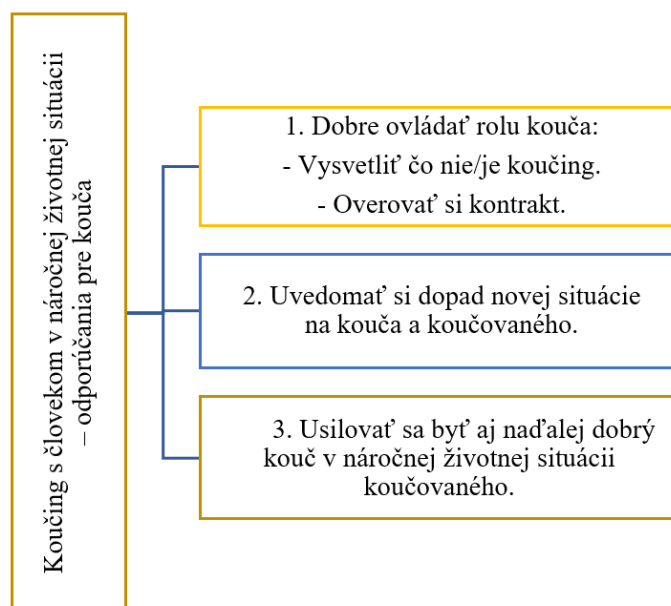 Koučing s človekom v náročnej životnej situácii
– odporúčania pre kouča
1. Dobre ovládať rolu kouča:
- Vysvetliť čo nie/je koučing.
- Overovať si kontrakt.
2. Uvedomať si dopad novej situácie
na kouča a koučovaného.
3. Usilovať sa byť aj naďalej dobrý
kouč v náročnej životnej situácii
koučovaného.